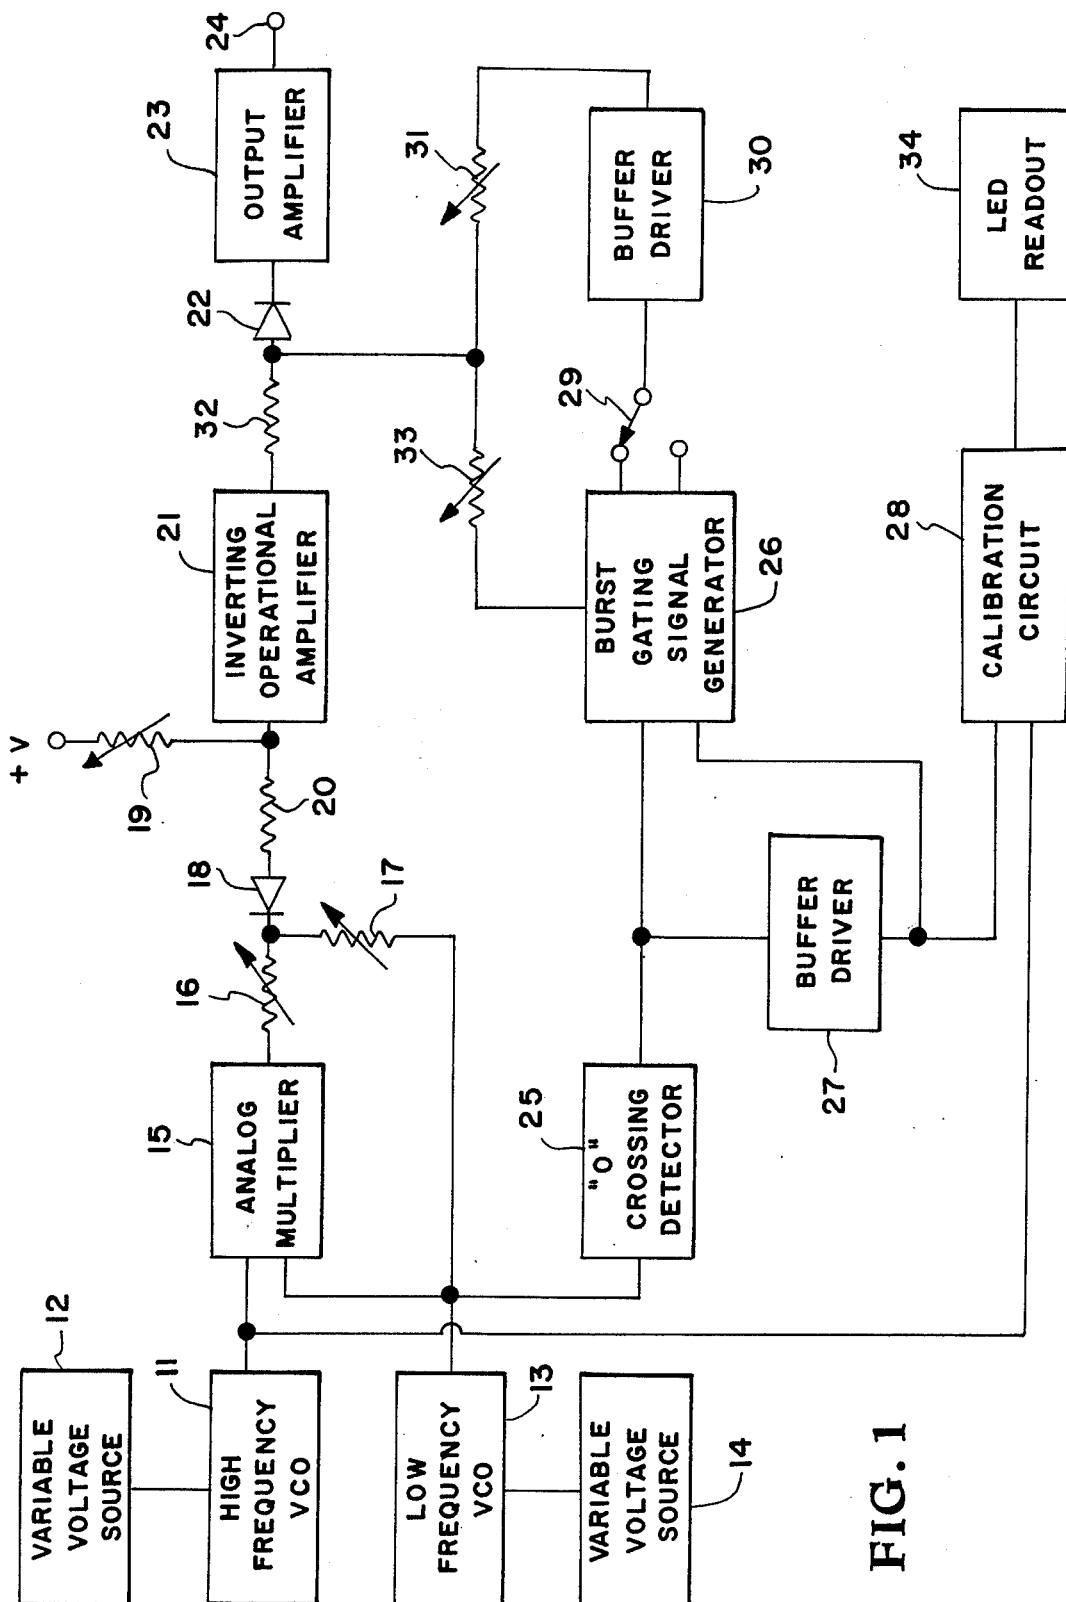 12
VARIABLE
VOLTAGE
SOURCE
11
HIGH
FREQUENCY
VCO
13
LOW
FREQUENCY
VCO
14
VARIABLE
VOLTAGE
SOURCE
15
ANALOG
MULTIPLIER
16
17
18
20
+V
19
21
INVERTING
OPERATIONAL
AMPLIFIER
32
22
23
OUTPUT
AMPLIFIER
24
33
31
25
"O"
CROSSING
DETECTOR
27
BUFFER
DRIVER
26
BURST
GATING
SIGNAL
GENERATOR
29
30
BUFFER
DRIVER
28
CALIBRATION
CIRCUIT
34
LED
READOUT
FIG. 1